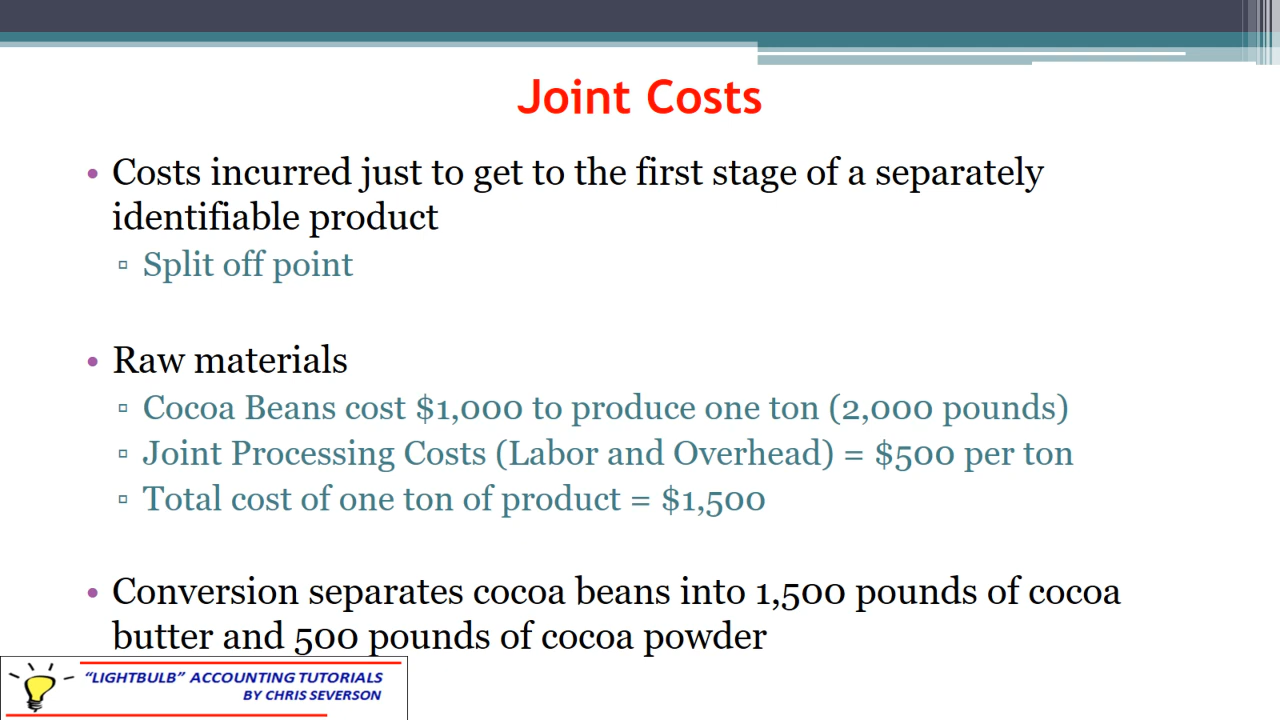 Joint Costs
• Costs incurred just to get to the first stage of a separately
identifiable product
▫ Split off point
• Raw materials
▫ Cocoa Beans cost $1,000 to produce one ton (2,000 pounds)
▫ Joint Processing Costs (Labor and Overhead) = $500 per ton
▫ Total cost of one ton of product = $1,500
• Conversion separates cocoa beans into 1,500 pounds of cocoa
butter and 500 pounds of cocoa powder
“LIGHTBULB” ACCOUNTING TUTORIALS
BY CHRIS SEVERSON